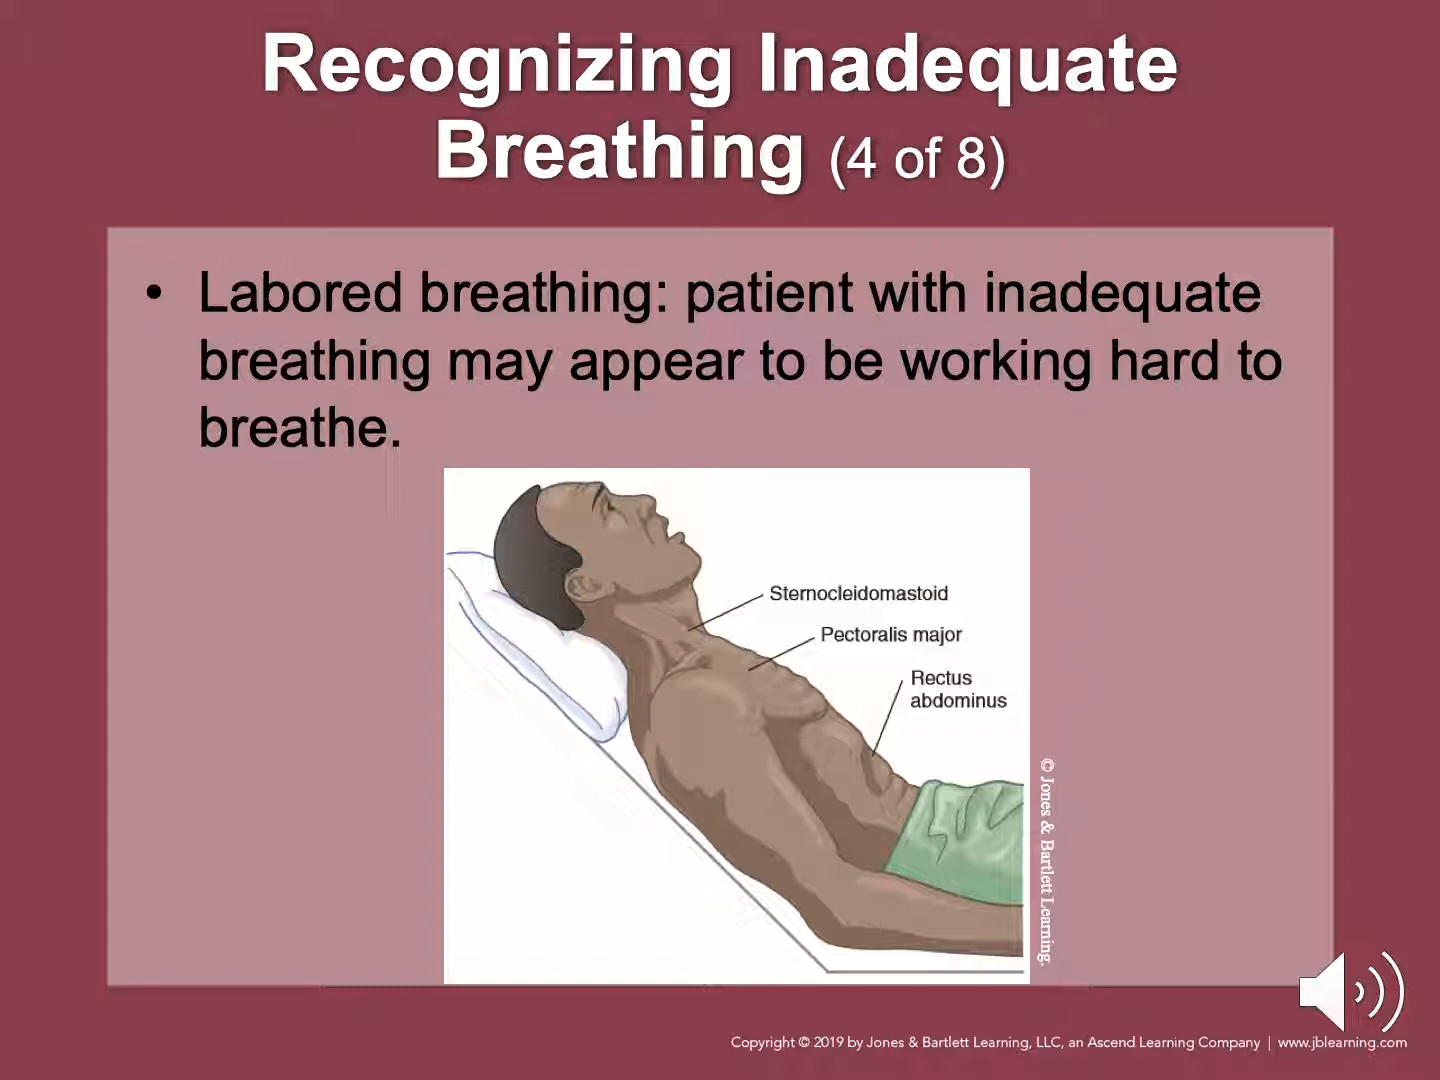 Recognizing Inadequate
Breathing (4 of 8)
• Labored breathing: patient with inadequate
breathing may appear to be working hard to
breathe.
Sternocleidomastoid
Pectoralis major
Rectus
abdominus
© Jones & Bartlett Learning.
Copyright © 2019 by Jones & Bartlett Learning, LLC, an Ascend Learning Company | www.jblearning.com